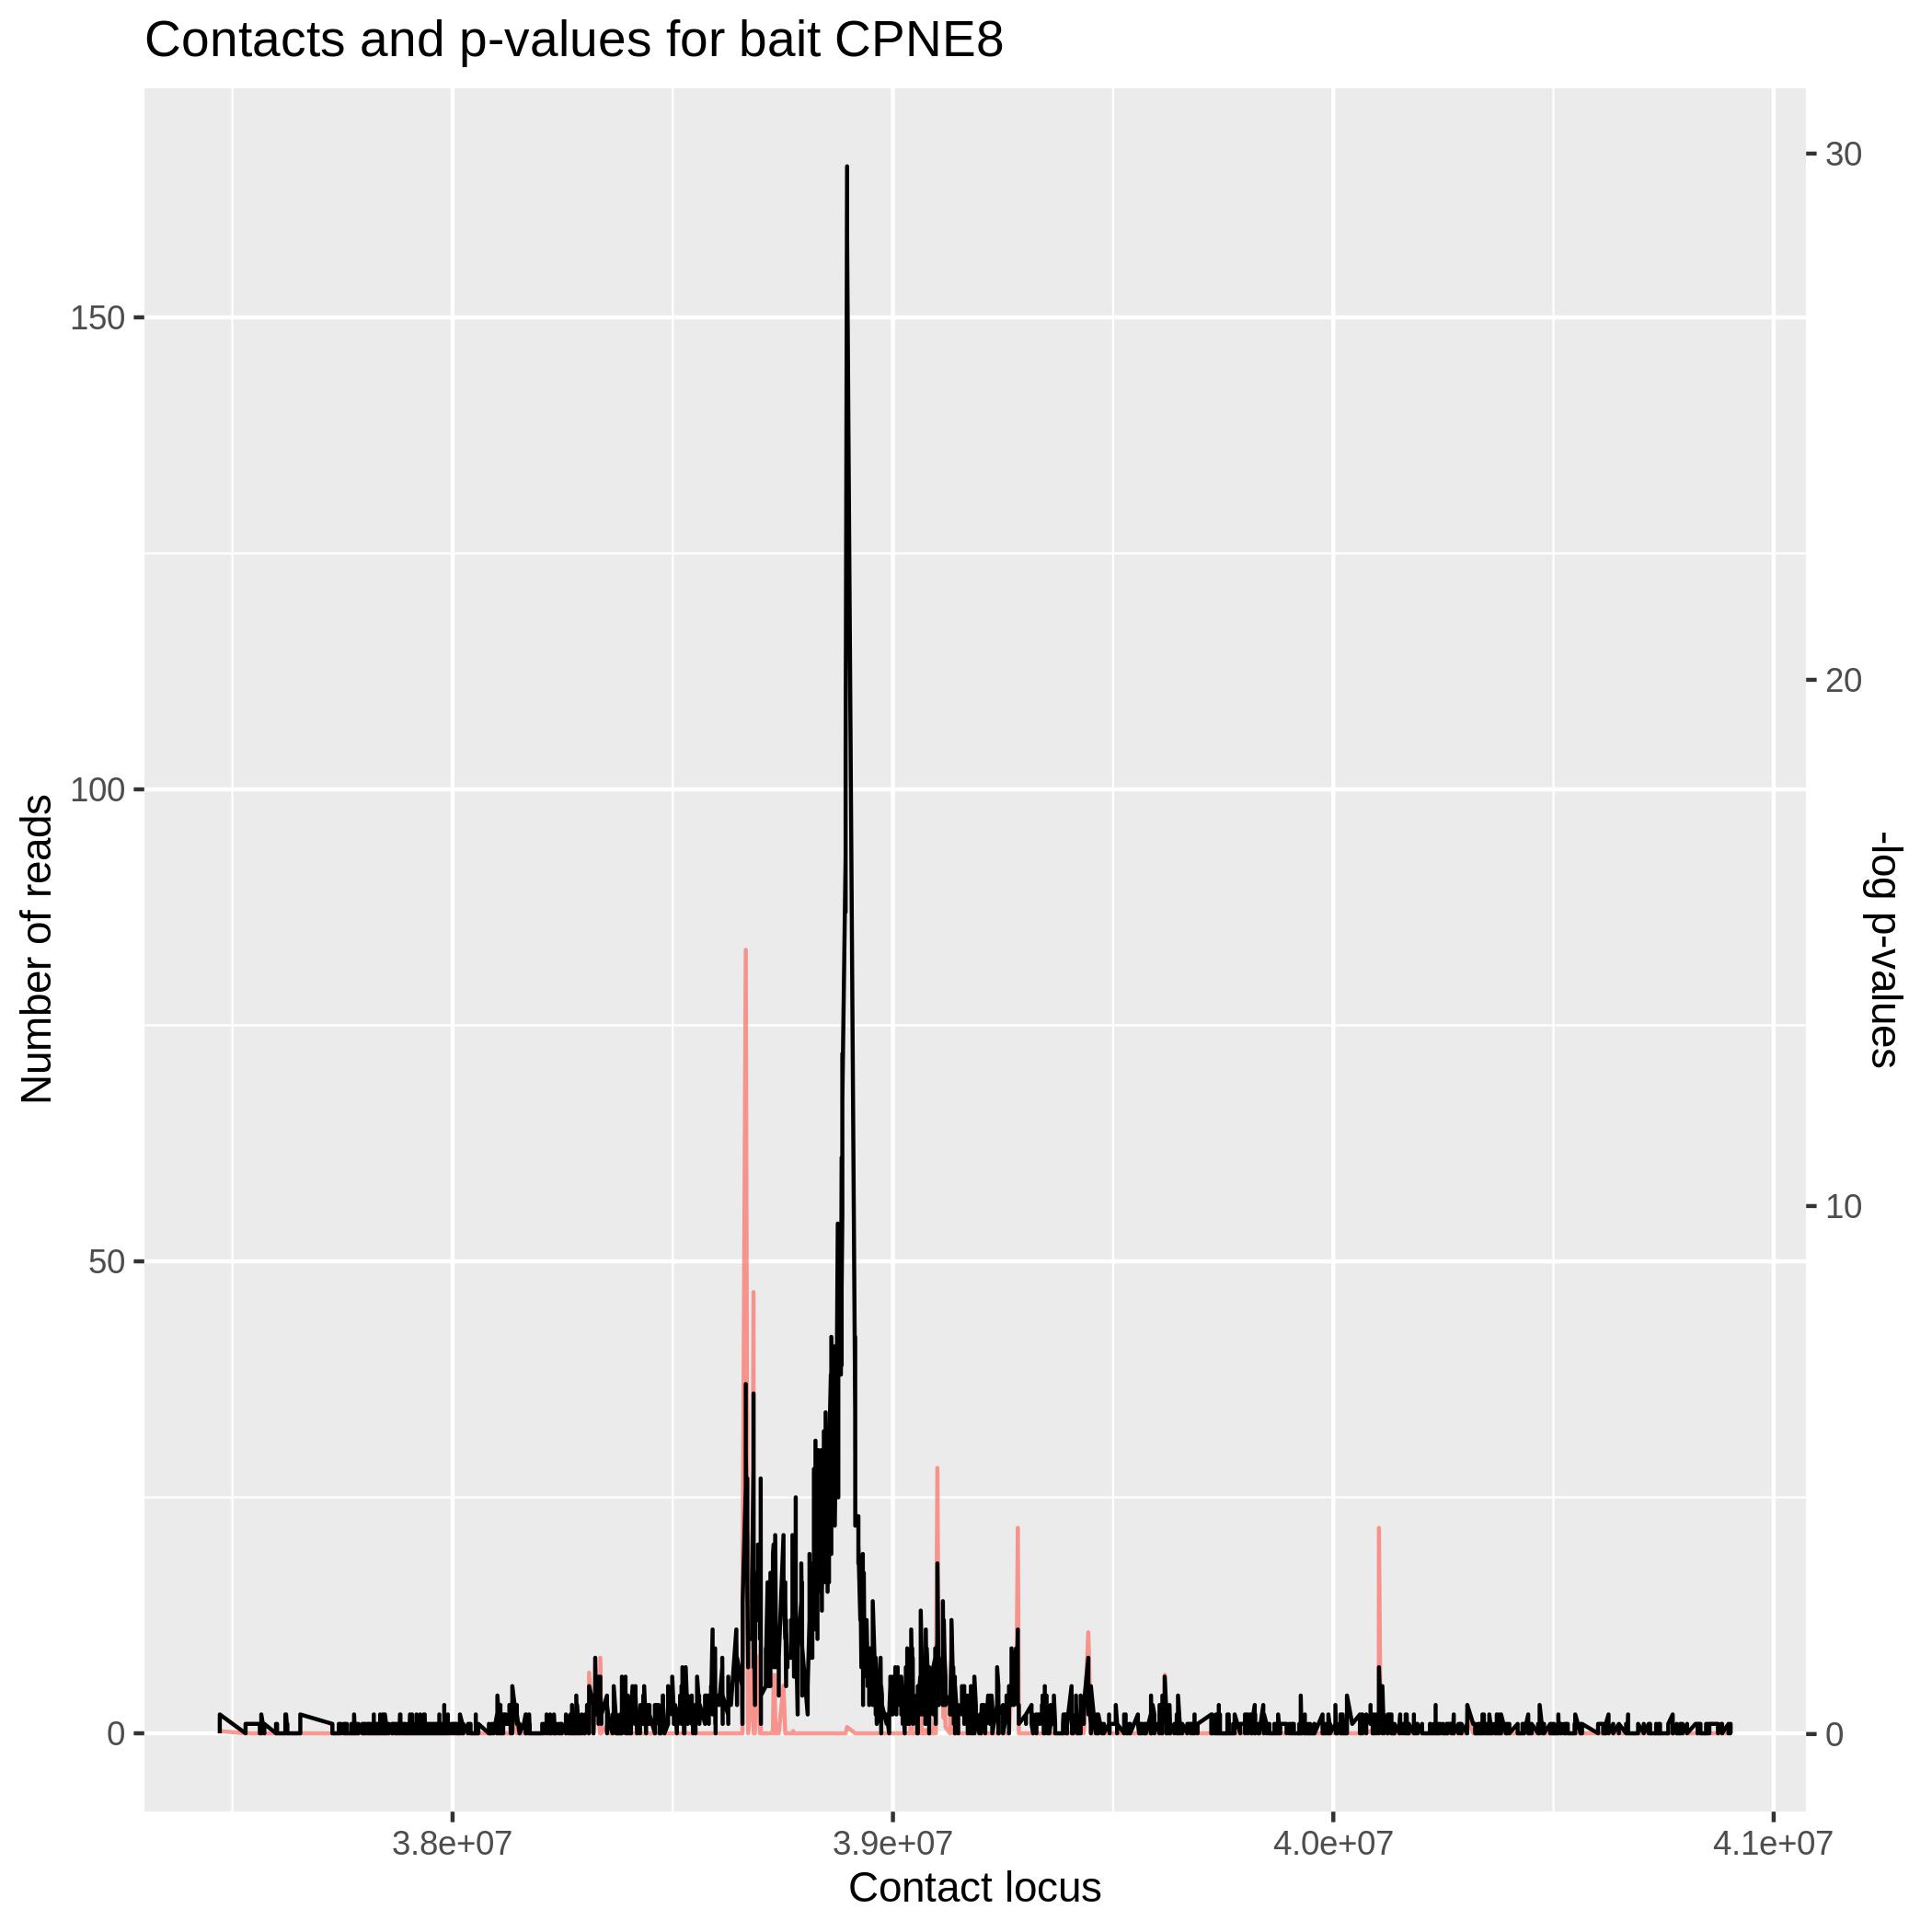 Contacts and p-values for bait CPNE8
150
100
50
0
30
20
10
0
Number of reads
-log p-values
3.8e+07
3.9e+07
4.0e+07
4.1e+07
Contact locus